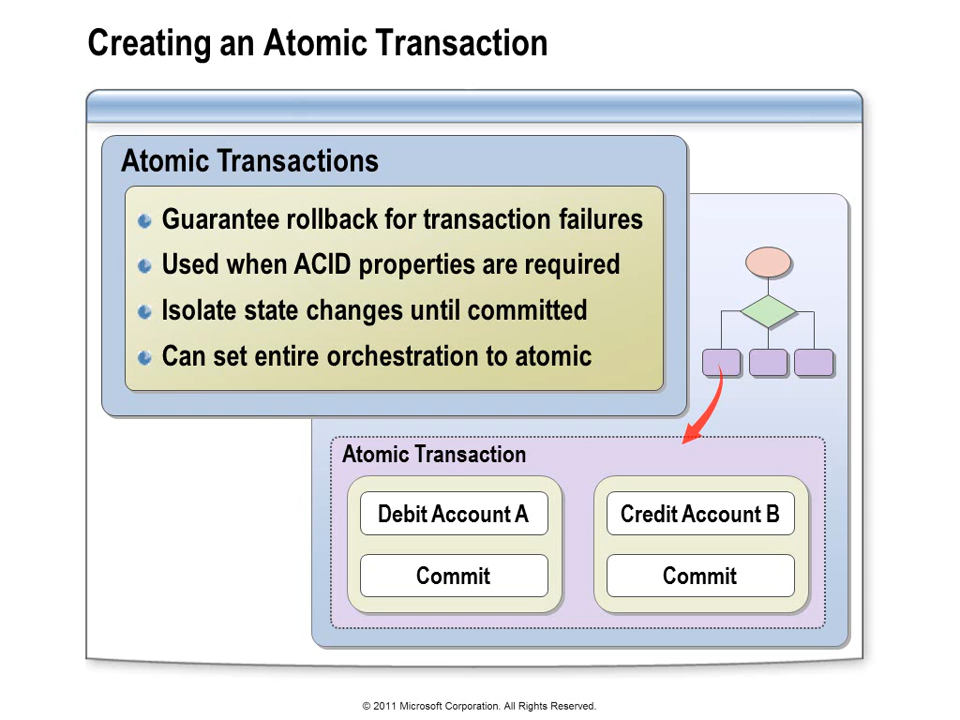 Creating an Atomic Transaction
Atomic Transactions
Guarantee rollback for transaction failures
Used when ACID properties are required
Isolate state changes until committed
Can set entire orchestration to atomic
Atomic Transaction
Debit Account A
Commit
Credit Account B
Commit
© 2011 Microsoft Corporation. All Rights Reserved.